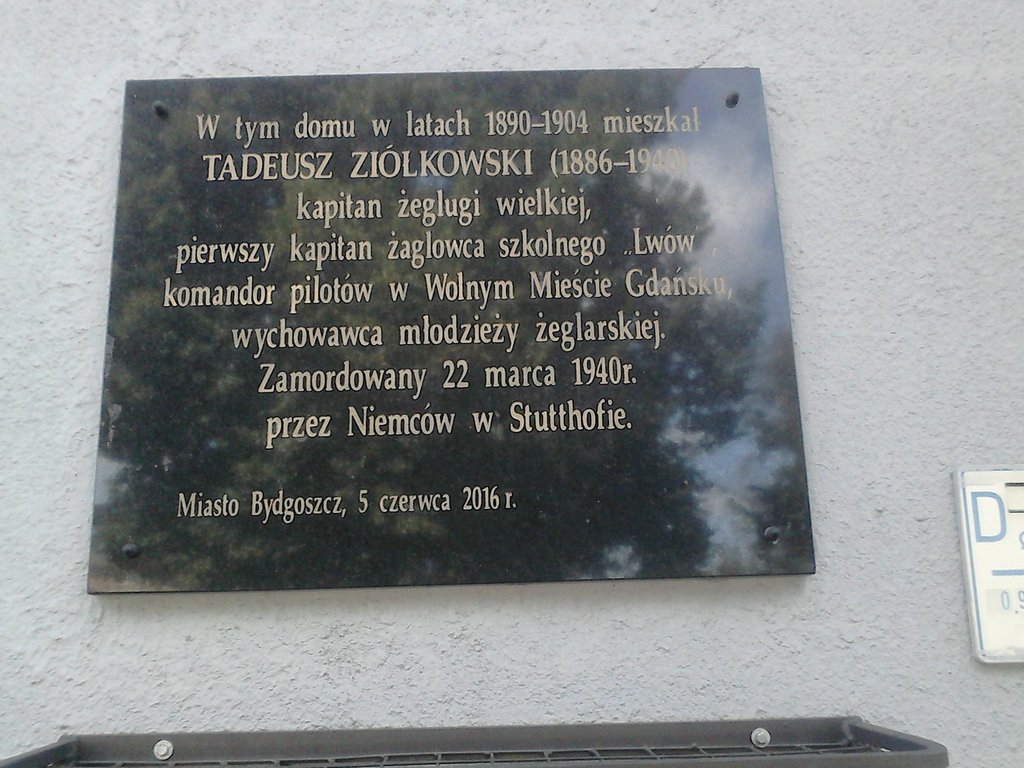 W tym domu w latach 1890–1904 mieszkał
TADEUSZ ZIÓŁKOWSKI (1886–1940)
kapitan żeglugi wielkiej,
pierwszy kapitan żaglowca szkolnego „Lwów",
komandor pilotów w Wolnym Mieście Gdańsku,
wychowawca młodzieży żeglarskiej.
Zamordowany 22 marca 1940r.
przez Niemców w Stutthofie.
Miasto Bydgoszcz, 5 czerwca 2016 r.
D